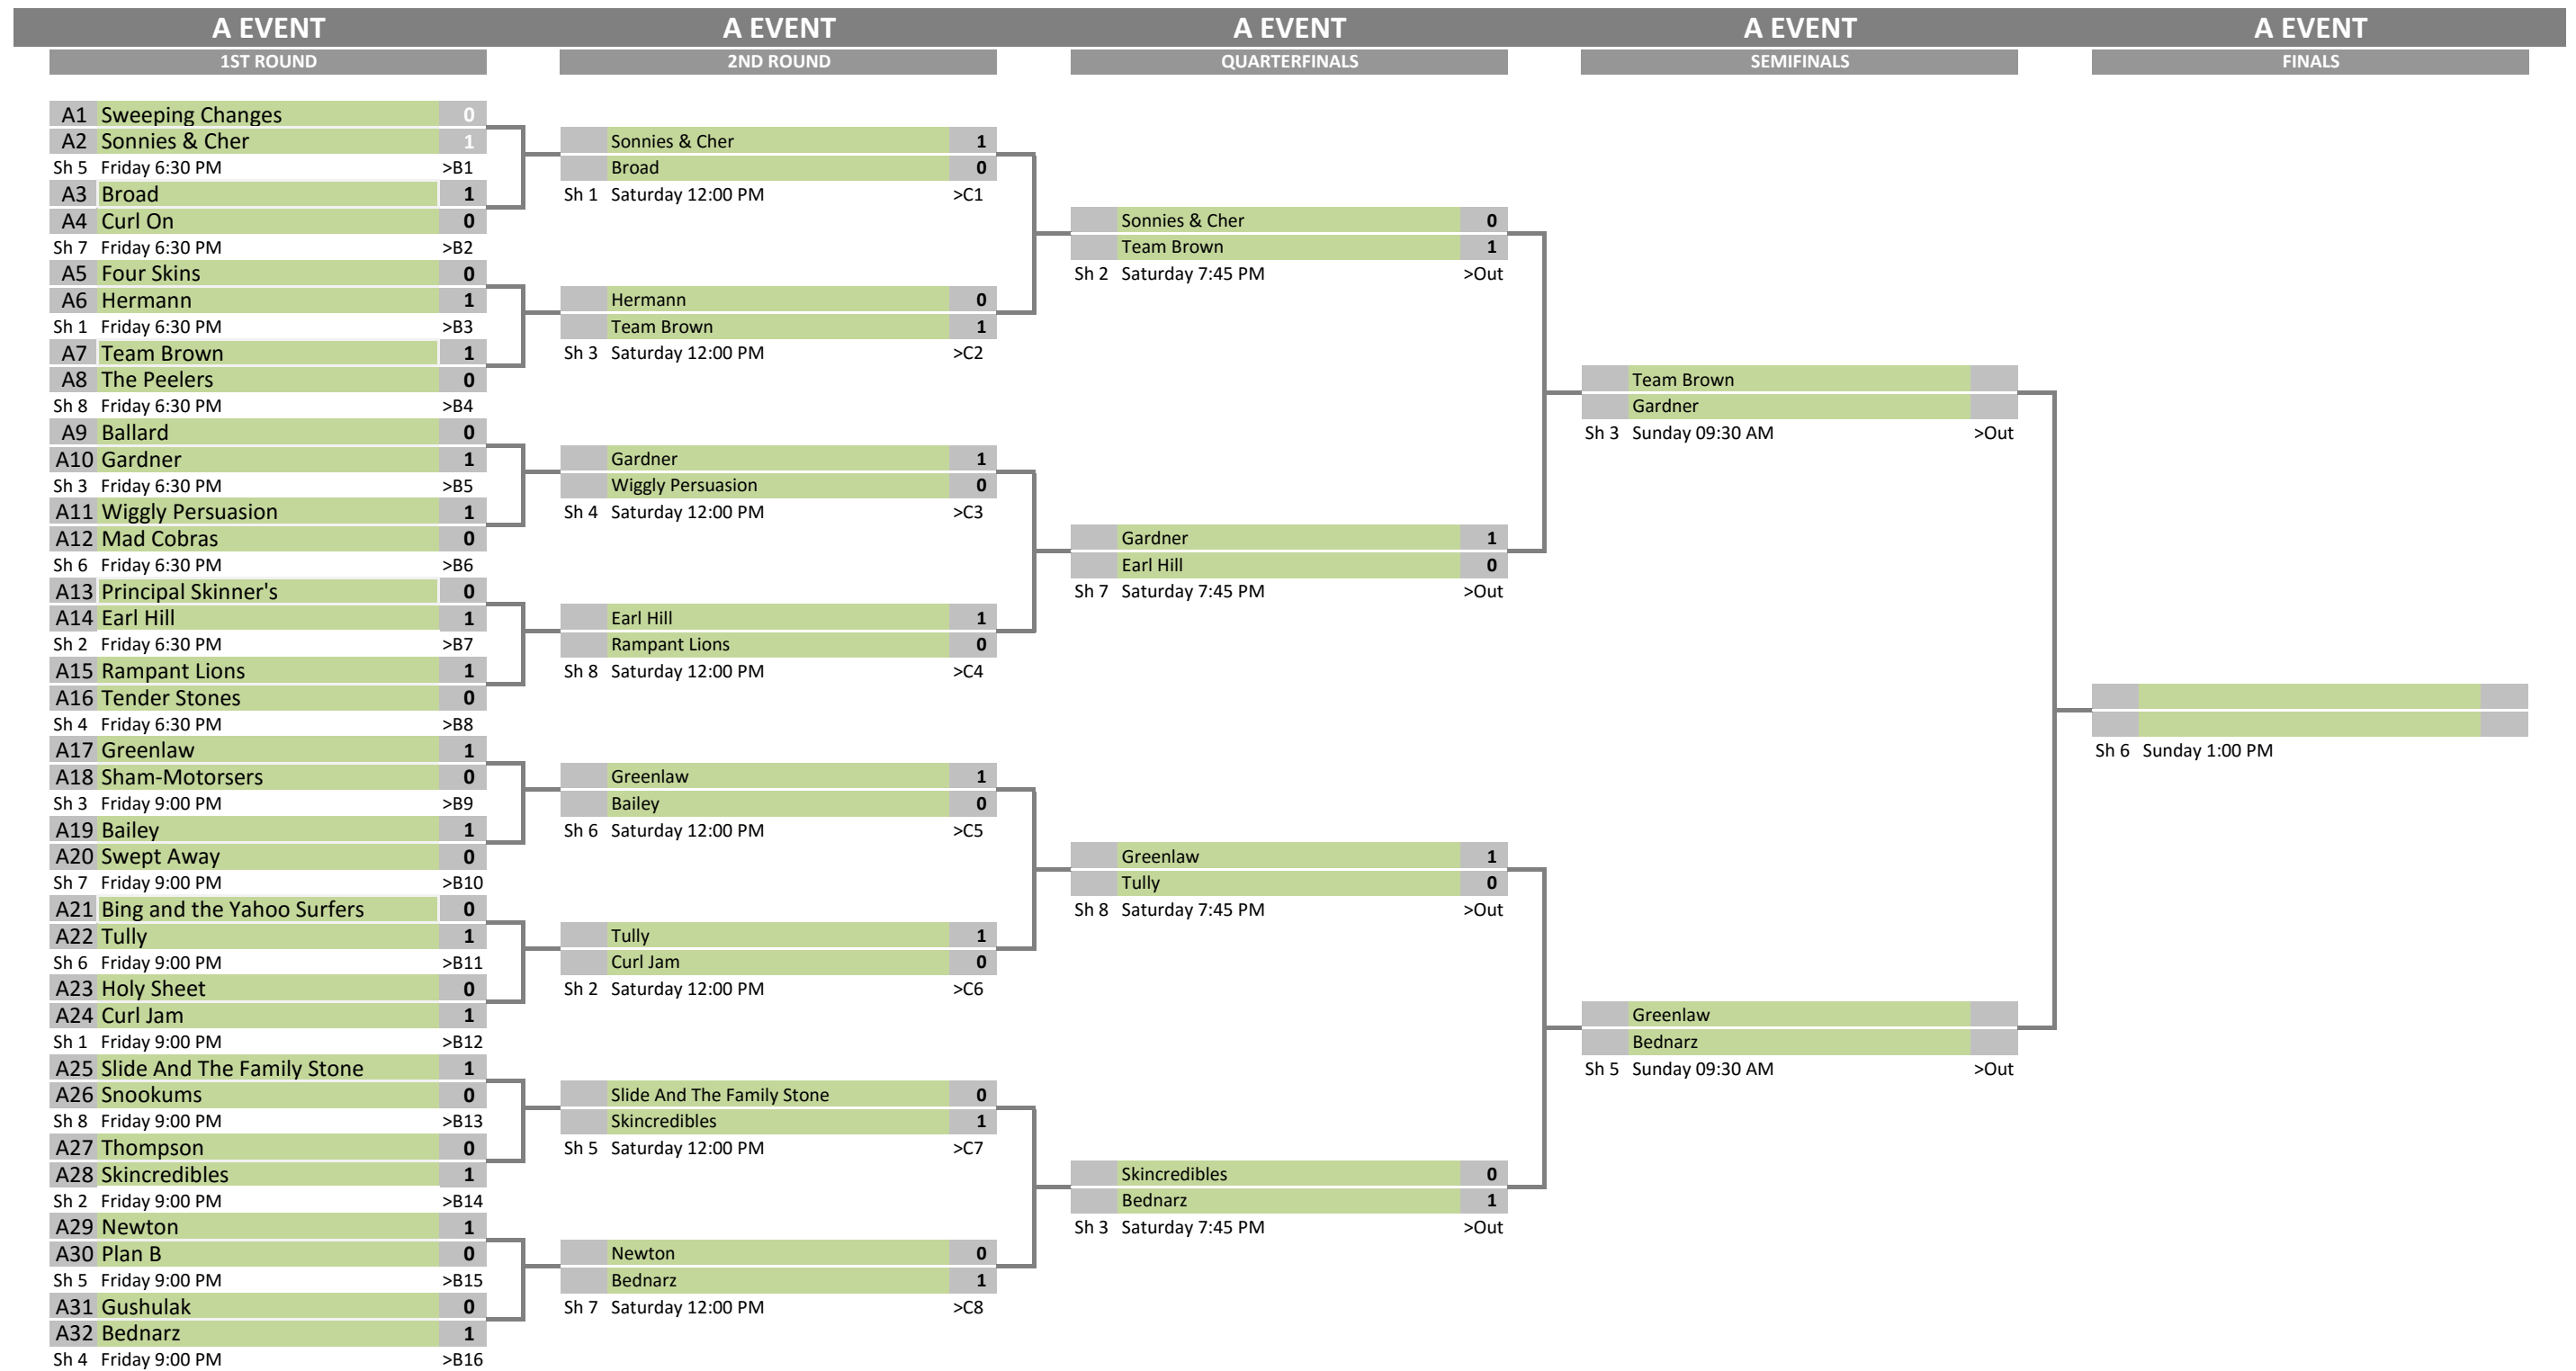 A EVENT A EVENT A EVENT A EVENT A EVENT
1ST ROUND 2ND ROUND QUARTERFINALS SEMIFINALS FINALS
A1 Sweeping Changes 0
A2 Sonnies & Cher 1
Sh 5 Friday 6:30 PM >B1
A3 Broad 1
A4 Curl On 0
Sh 7 Friday 6:30 PM >B2
A5 Four Skins 0
A6 Hermann 1
Sh 1 Friday 6:30 PM >B3
A7 Team Brown 1
A8 The Peelers 0
Sh 8 Friday 6:30 PM >B4
A9 Ballard 0
A10 Gardner 1
Sh 3 Friday 6:30 PM >B5
A11 Wiggly Persuasion 1
A12 Mad Cobras 0
Sh 6 Friday 6:30 PM >B6
A13 Principal Skinner's 0
A14 Earl Hill 1
Sh 2 Friday 6:30 PM >B7
A15 Rampant Lions 1
A16 Tender Stones 0
Sh 4 Friday 6:30 PM >B8
A17 Greenlaw 1
A18 Sham-Motorsers 0
Sh 3 Friday 9:00 PM >B9
A19 Bailey 1
A20 Swept Away 0
Sh 7 Friday 9:00 PM >B10
A21 Bing and the Yahoo Surfers 0
A22 Tully 1
Sh 6 Friday 9:00 PM >B11
A23 Holy Sheet 0
A24 Curl Jam 1
Sh 1 Friday 9:00 PM >B12
A25 Slide And The Family Stone 1
A26 Snookums 0
Sh 8 Friday 9:00 PM >B13
A27 Thompson 0
A28 Skincredibles 1
Sh 2 Friday 9:00 PM >B14
A29 Newton 1
A30 Plan B 0
Sh 5 Friday 9:00 PM >B15
A31 Gushulak 0
A32 Bednarz 1
Sh 4 Friday 9:00 PM >B16
Sonnies & Cher 1
Broad 0
Sh 1 Saturday 12:00 PM >C1
Hermann 0
Team Brown 1
Sh 3 Saturday 12:00 PM >C2
Gardner 1
Wiggly Persuasion 0
Sh 4 Saturday 12:00 PM >C3
Earl Hill 1
Rampant Lions 0
Sh 8 Saturday 12:00 PM >C4
Greenlaw 1
Bailey 0
Sh 6 Saturday 12:00 PM >C5
Tully 1
Curl Jam 0
Sh 2 Saturday 12:00 PM >C6
Slide And The Family Stone 0
Skincredibles 1
Sh 5 Saturday 12:00 PM >C7
Newton 0
Bednarz 1
Sh 7 Saturday 12:00 PM >C8
Sonnies & Cher 0
Team Brown 1
Sh 2 Saturday 7:45 PM >Out
Gardner 1
Earl Hill 0
Sh 7 Saturday 7:45 PM >Out
Greenlaw 1
Tully 0
Sh 8 Saturday 7:45 PM >Out
Skincredibles 0
Bednarz 1
Sh 3 Saturday 7:45 PM >Out
Team Brown
Gardner
Sh 3 Sunday 09:30 AM >Out
Greenlaw
Bednarz
Sh 5 Sunday 09:30 AM >Out
Sh 6 Sunday 1:00 PM